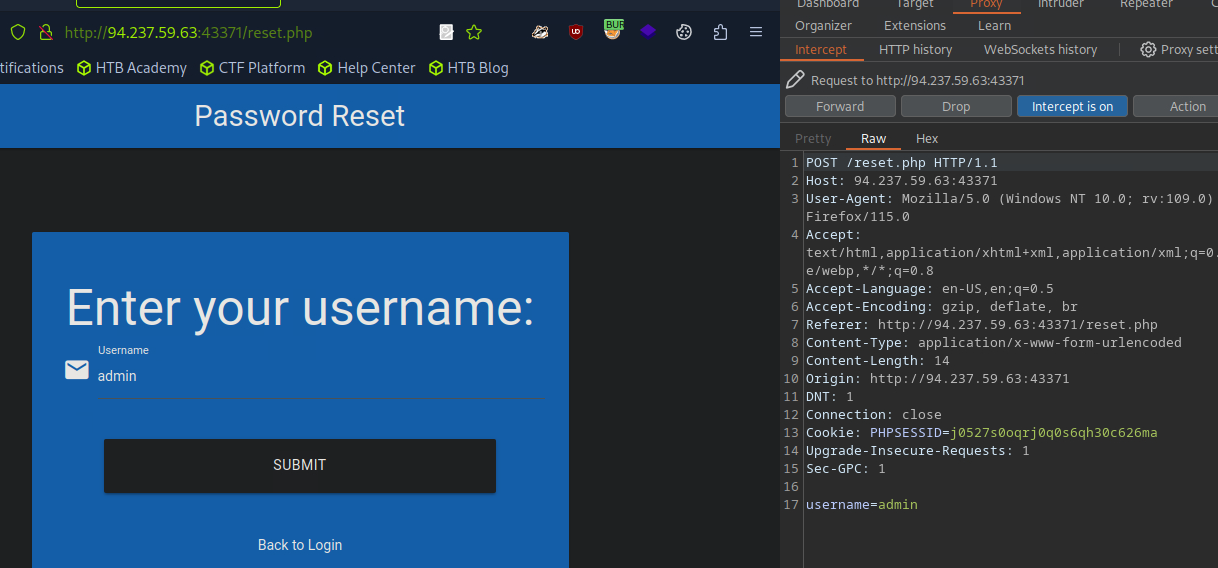 http://94.237.59.63:43371/reset.php
UD
BUR
tifications
HTB Academy
CTF Platform
Help Center
HTB Blog
Password Reset
Enter your username:
Username
admin
SUBMIT
Back to Login
Dashboard
Target
Proxy
Intruder
Repeater
Organizer
Extensions
Learn
Intercept
HTTP history
WebSockets history
Proxy sett
Request to http://94.237.59.63:43371
Forward
Drop
Intercept is on
Action
Pretty
Raw
Hex
1 POST /reset.php HTTP/1.1
2 Host: 94.237.59.63:43371
3 User-Agent: Mozilla/5.0 (Windows NT 10.0; rv:109.0)
Firefox/115.0
4 Accept:
text/html,application/xhtml+xml,application/xml;q=0.
e/webp,*/*;q=0.8
5 Accept-Language: en-US,en;q=0.5
6 Accept-Encoding: gzip, deflate, br
7 Referer: http://94.237.59.63:43371/reset.php
8 Content-Type: application/x-www-form-urlencoded
9 Content-Length: 14
10 Origin: http://94.237.59.63:43371
11 DNT: 1
12 Connection: close
13 Cookie: PHPSESSID=j0527s0oqrj0q0s6qh30c626ma
14 Upgrade-Insecure-Requests: 1
15 Sec-GPC: 1
16
17 username=admin